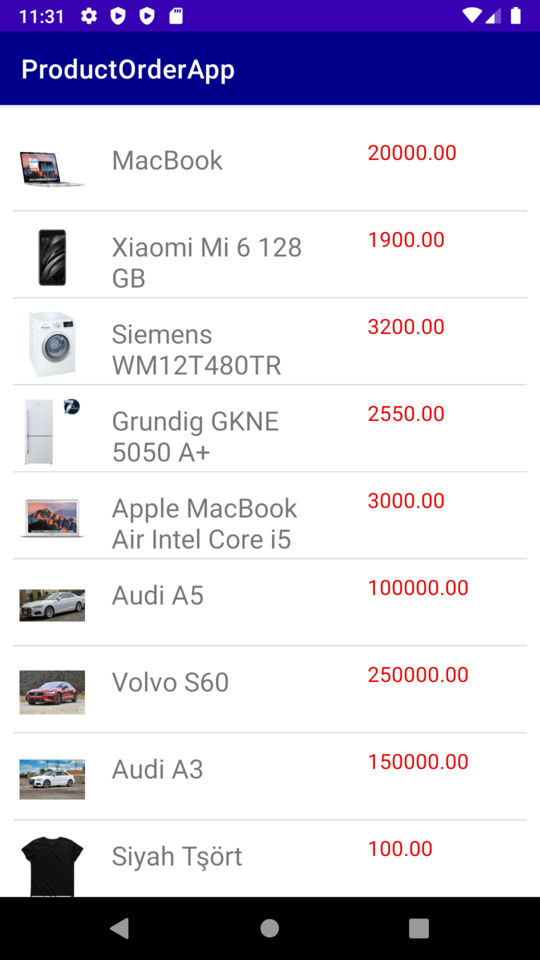 11:31
ProductOrderApp
MacBook
20000.00
Xiaomi Mi 6 128
GB
1900.00
Siemens
WM12T480TR
3200.00
Grundig GKNE
5050 A+
2550.00
Apple MacBook
Air Intel Core i5
3000.00
Audi A5
100000.00
Volvo S60
250000.00
Audi A3
150000.00
Siyah Tşört
100.00